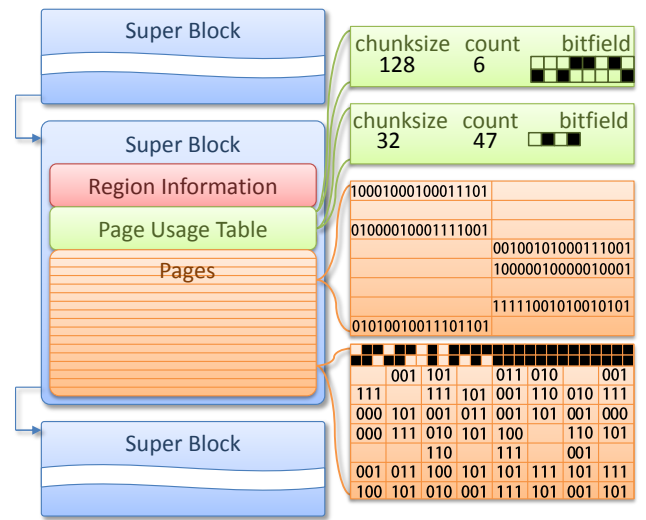 Super Block
Super Block
Region Information
Page Usage Table
Pages
Super Block
chunksize count bitfield
128 6
chunksize count bitfield
32 47
10001000100011101
01000010001111001
00100101000111001
10000010000010001
11111001010010101
01010010011101101
001 101 011 010 001
111 111 101 001 110 010 111
000 101 001 011 001 101 001 000
000 111 010 101 100 110 101
110 111 001
001 011 100 101 101 111 101 111
100 101 010 001 111 101 001 101